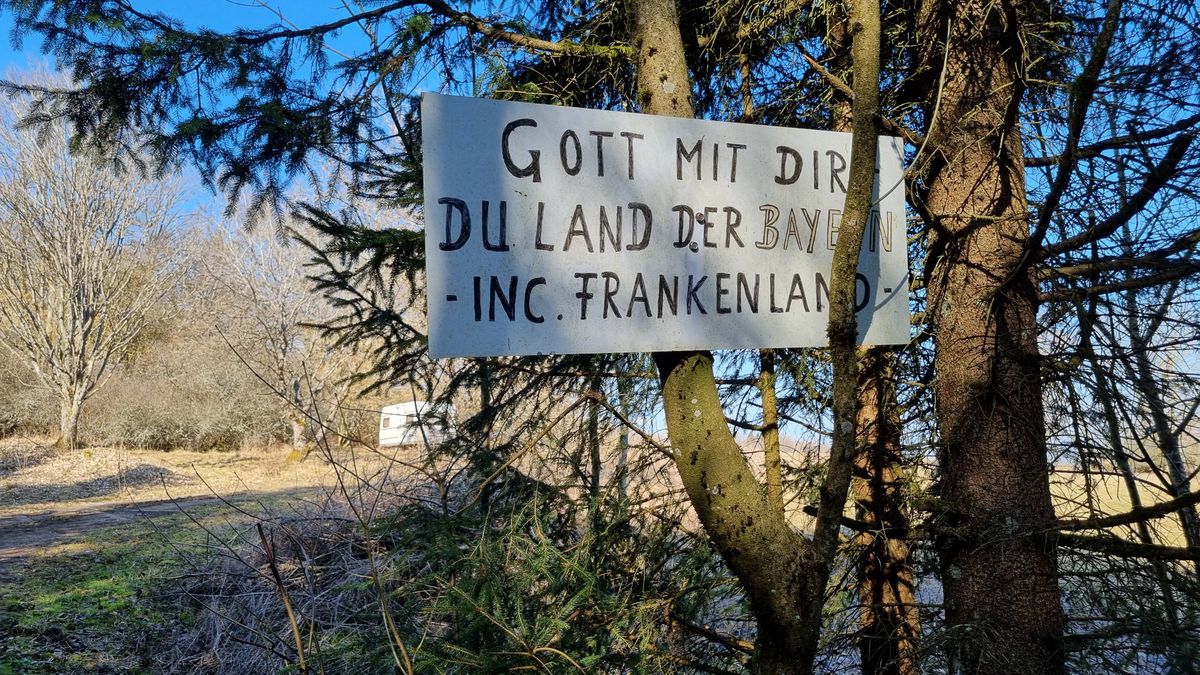 GOTT MIT DIR -
DU LAND DER BAYERN
- INC. FRANKENLAND -